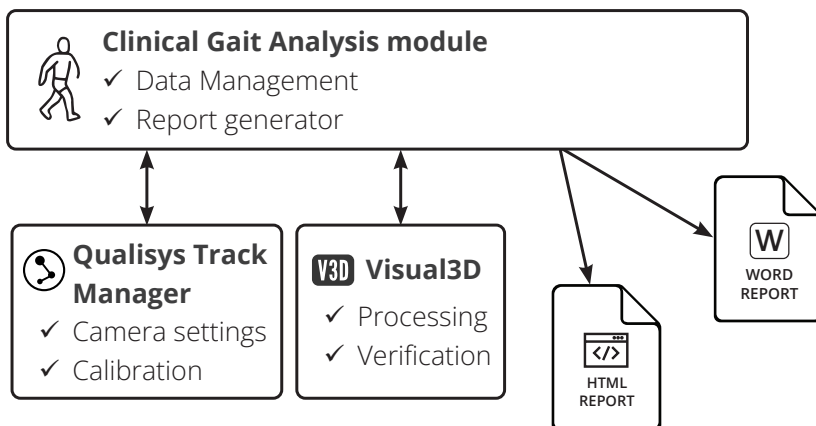 Clinical Gait Analysis module
✓ Data Management
✓ Report generator
Qualisys Track
Manager
✓ Camera settings
✓ Calibration
V3D Visual3D
✓ Processing
✓ Verification
</>
HTML
REPORT
W
WORD
REPORT